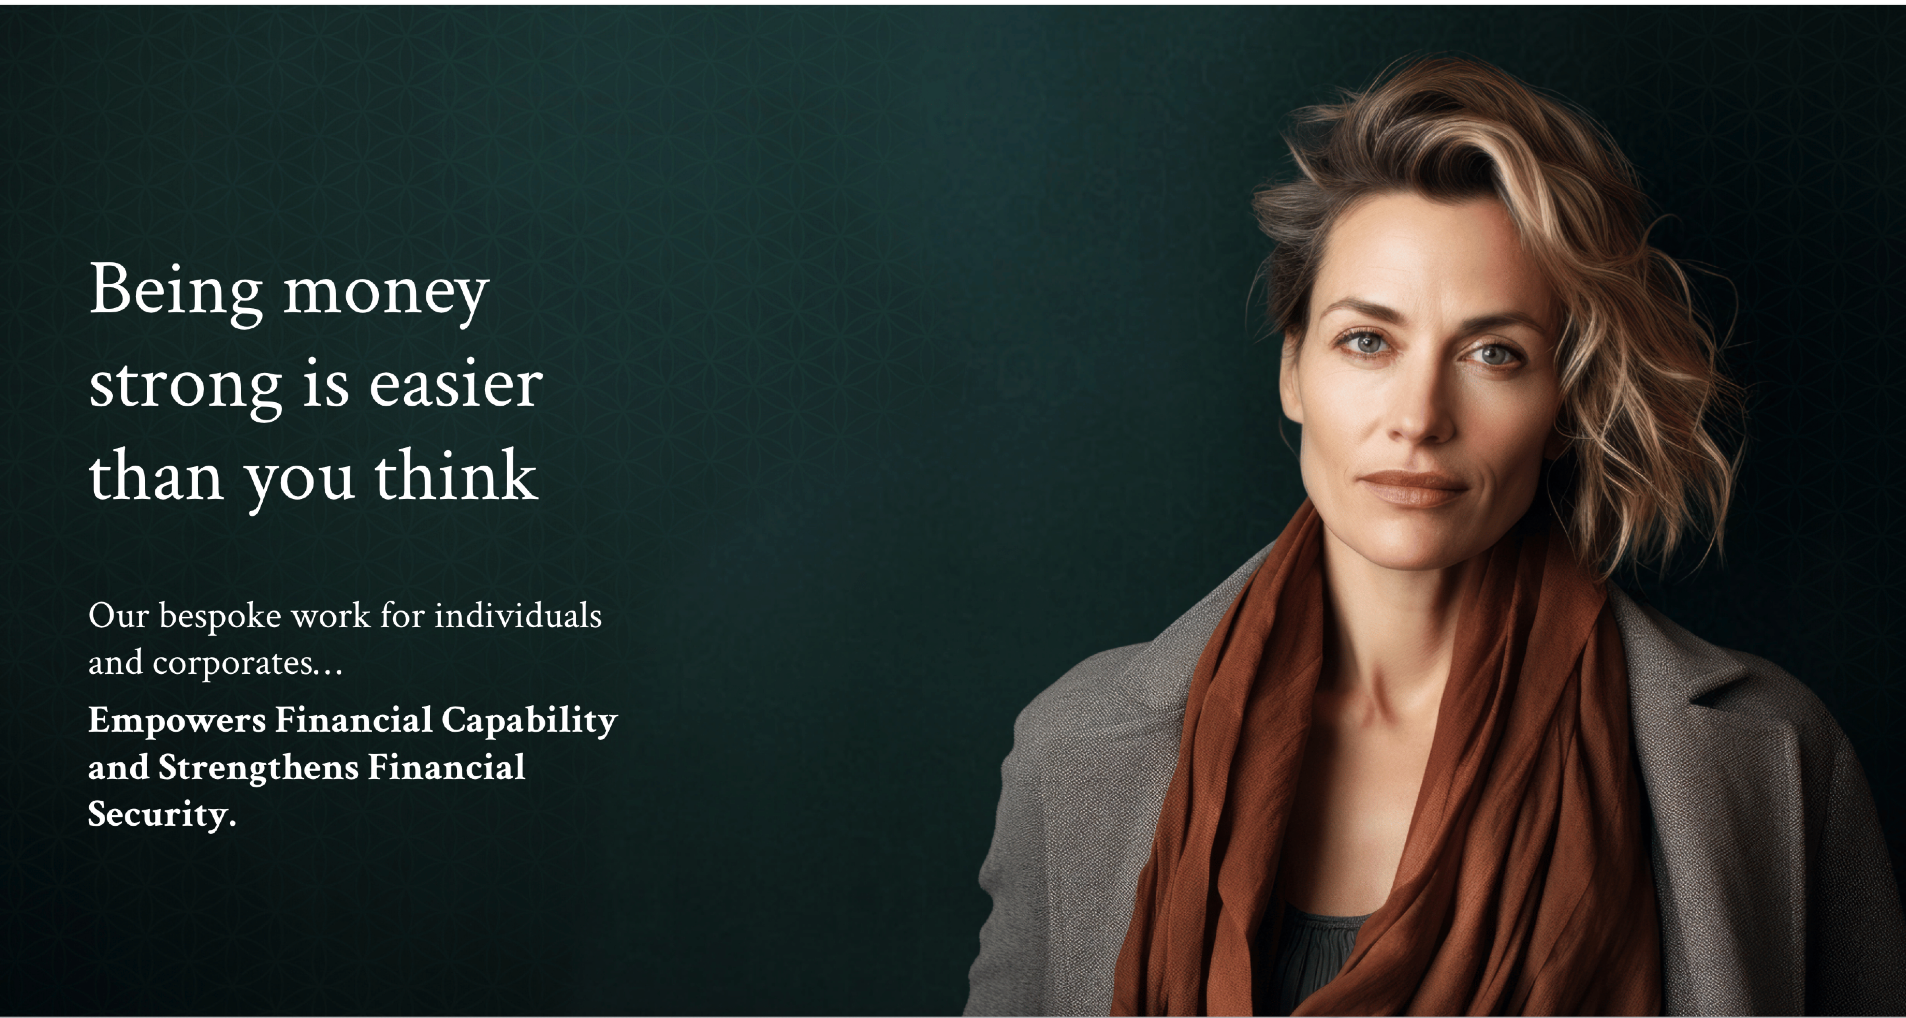 Being money
strong is easier
than you think
Our bespoke work for individuals
and corporates…
Empowers Financial Capability
and Strengthens Financial
Security.